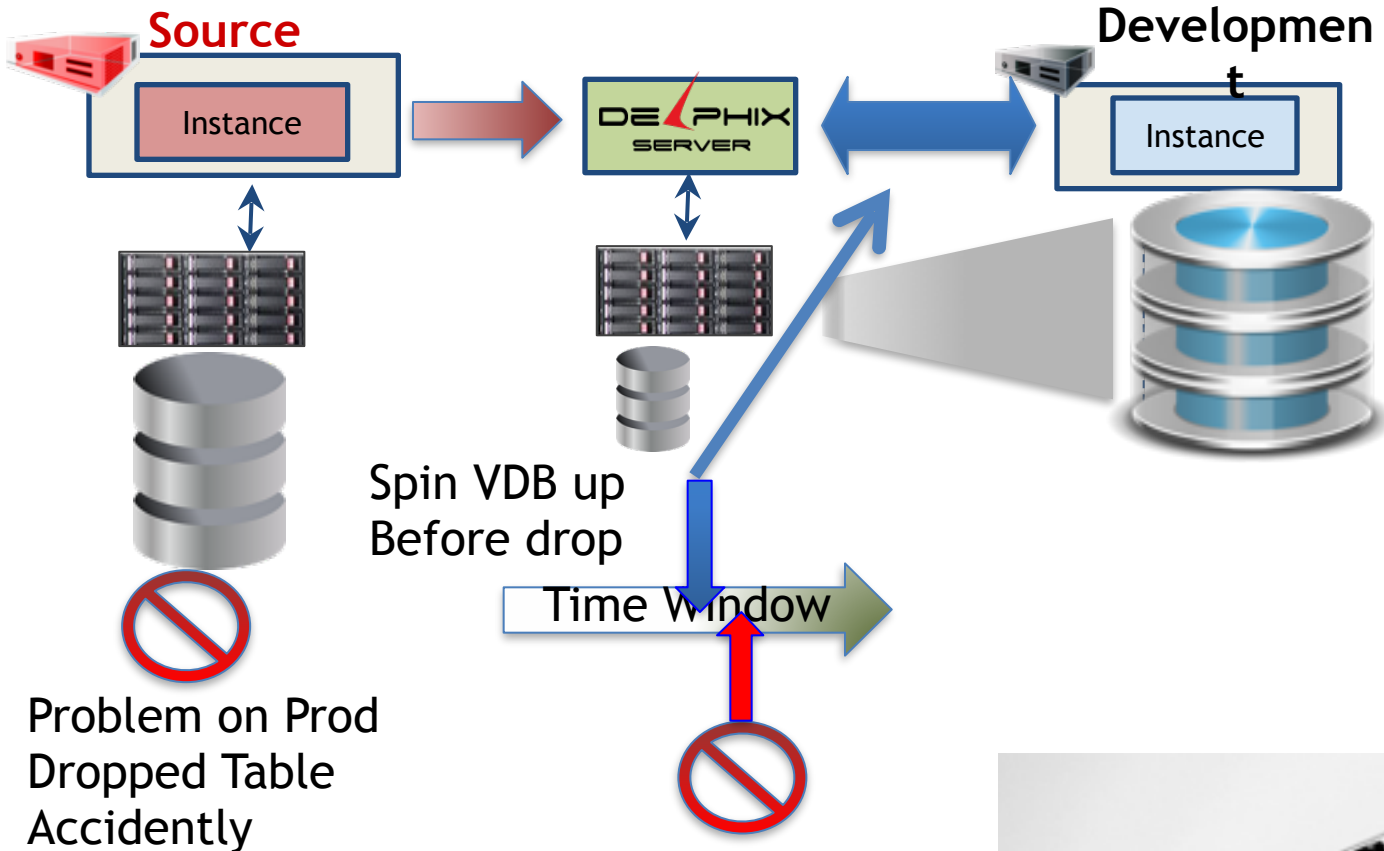 Source
Developmen
t
Instance
DELPHIX
SERVER
Instance
Spin VDB up
Before drop
Time Window
Problem on Prod
Dropped Table
Accidently